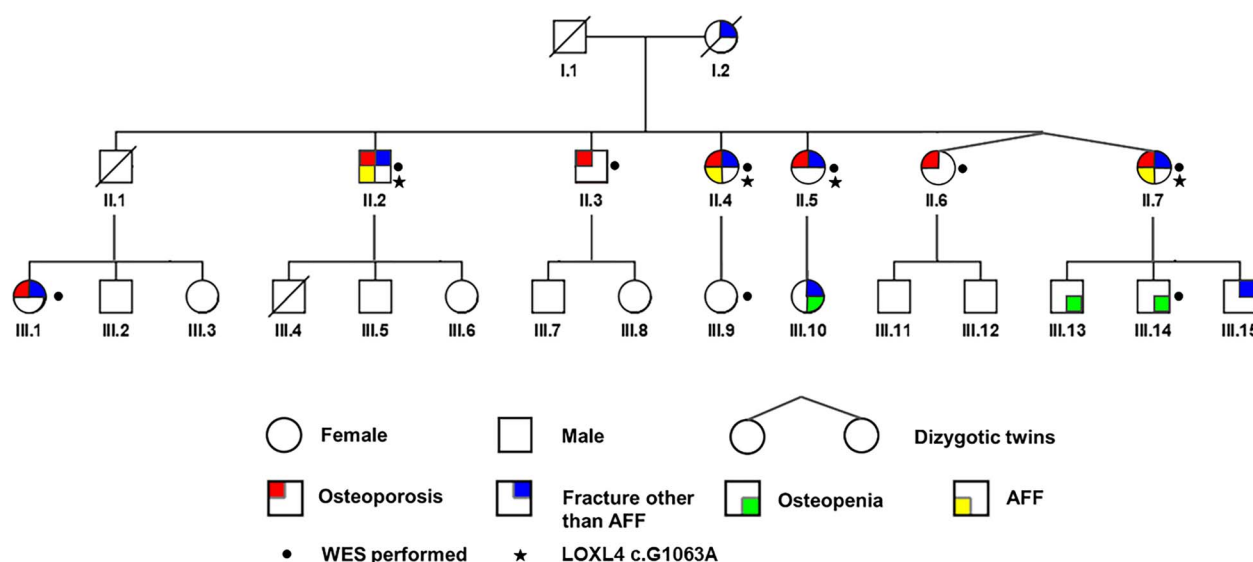 I.1 I.2
II.1 II.2 II.3 II.4 II.5 II.6 II.7
III.1 III.2 III.3 III.4 III.5 III.6 III.7 III.8 III.9 III.10 III.11 III.12 III.13 III.14 III.15
Female Male Dizygotic twins
Osteoporosis Fracture other Osteopenia AFF
than AFF
WES performed LOXL4 c.G1063A